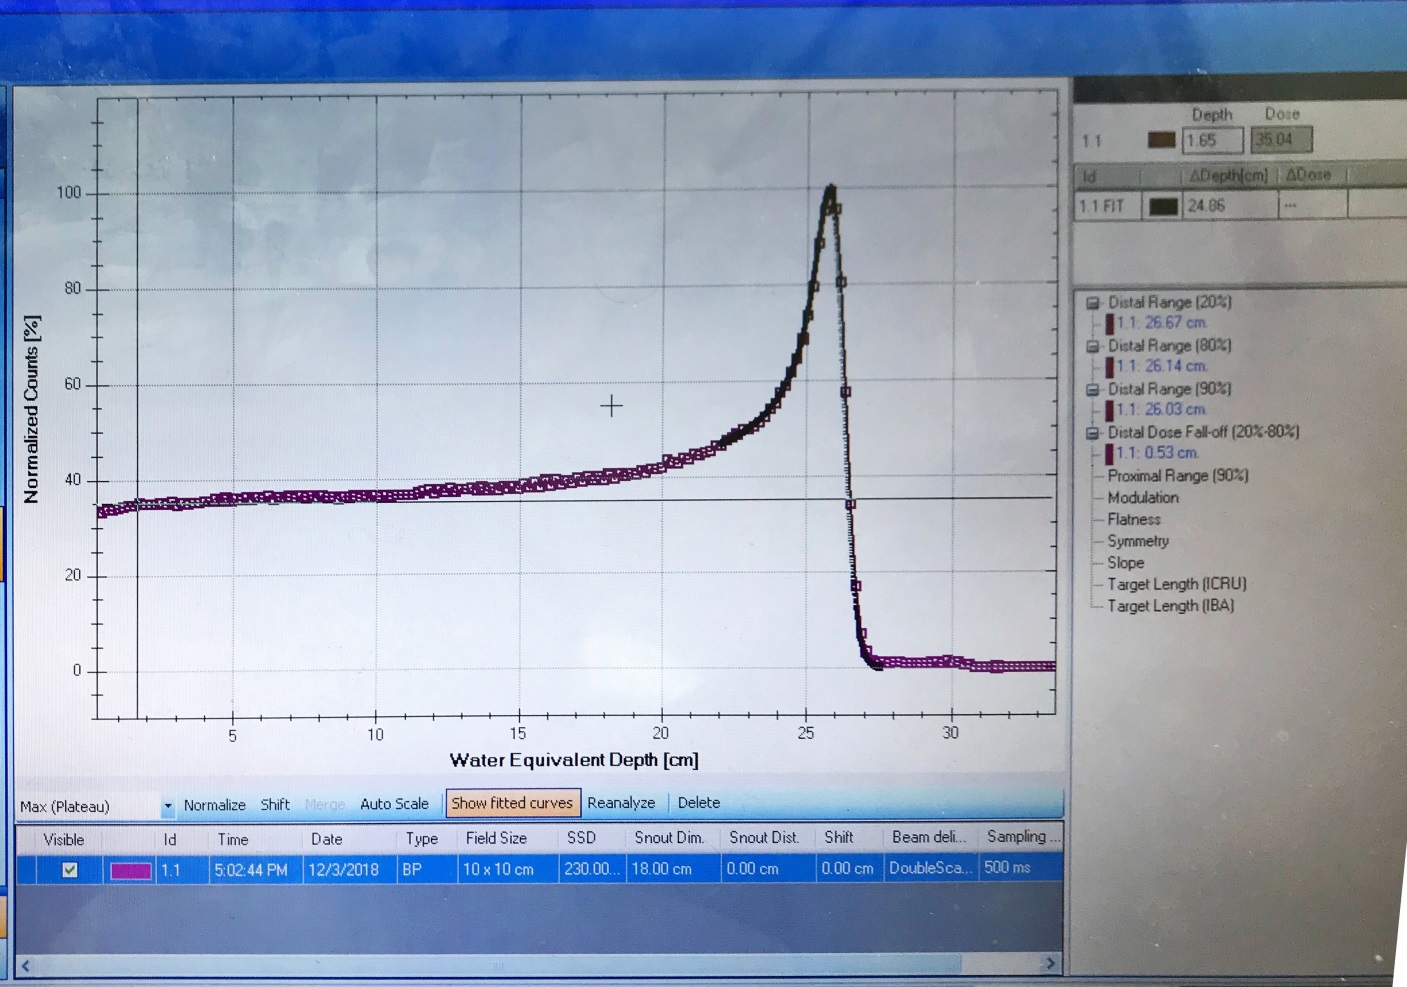 Depth Dose
1.1 1.65 35.04
Id ΔDepth[cm] ΔDose
1.1 FIT 24.86 ---
Distal Range (20%)
1.1: 26.67 cm.
Distal Range (80%)
1.1: 26.14 cm.
Distal Range (90%)
1.1: 26.03 cm.
Distal Dose Fall-off (20%-80%)
1.1: 0.53 cm.
Proximal Range (90%)
Modulation
Flatness
Symmetry
Slope
Target Length (ICRU)
Target Length (IBA)
Normalized Counts [%]
100
80
60
40
20
0
5 10 15 20 25 30
Water Equivalent Depth [cm]
Max (Plateau) Normalize Shift Merge Auto Scale Show fitted curves Reanalyze Delete
Visible Id Time Date Type Field Size SSD Snout Dim. Snout Dist. Shift Beam deli... Sampling ...
1.1 5:02:44 PM 12/3/2018 BP 10 x 10 cm 230.00... 18.00 cm 0.00 cm 0.00 cm DoubleSca... 500 ms